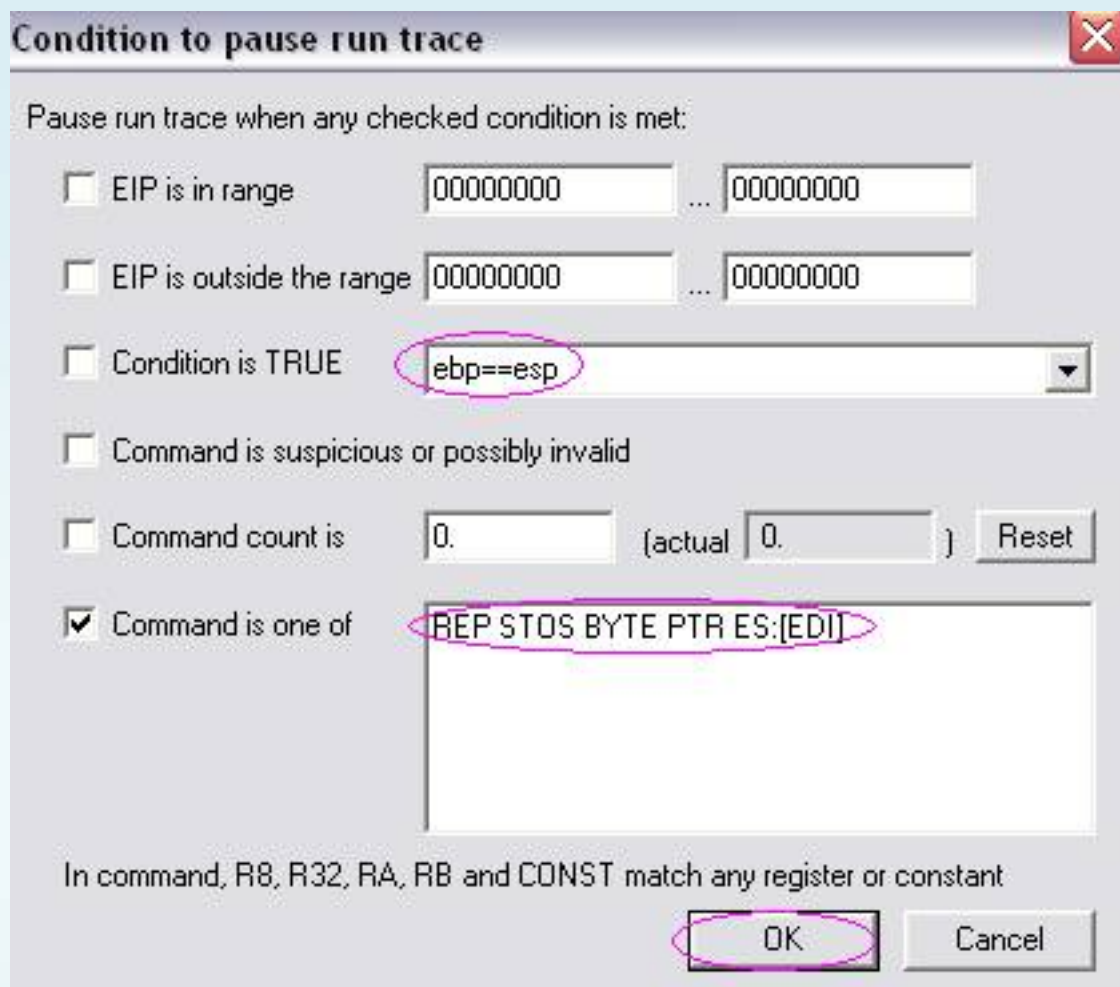 Condition to pause run trace
Pause run trace when any checked condition is met:
EIP is in range 00000000 ... 00000000
EIP is outside the range 00000000 ... 00000000
Condition is TRUE ebp==esp
Command is suspicious or possibly invalid
Command count is 0. (actual 0. ) Reset
Command is one of REP STOS BYTE PTR ES:[EDI]
In command, R8, R32, RA, RB and CONST match any register or constant
OK Cancel